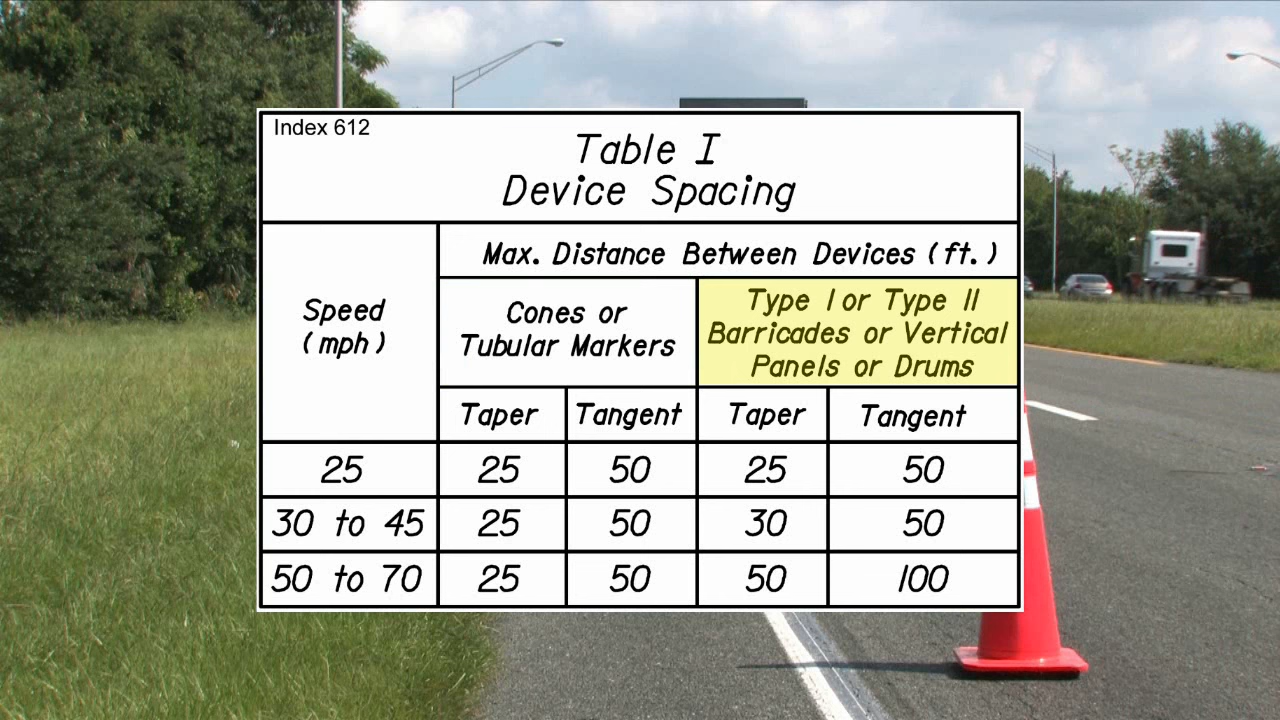 Index 612
Table I
Device Spacing
Speed
(mph)
Max. Distance Between Devices (ft.)
Cones or
Tubular Markers
Type I or Type II
Barricades or Vertical
Panels or Drums
Taper Tangent Taper Tangent
25 25 50 25 50
30 to 45 25 50 30 50
50 to 70 25 50 50 100